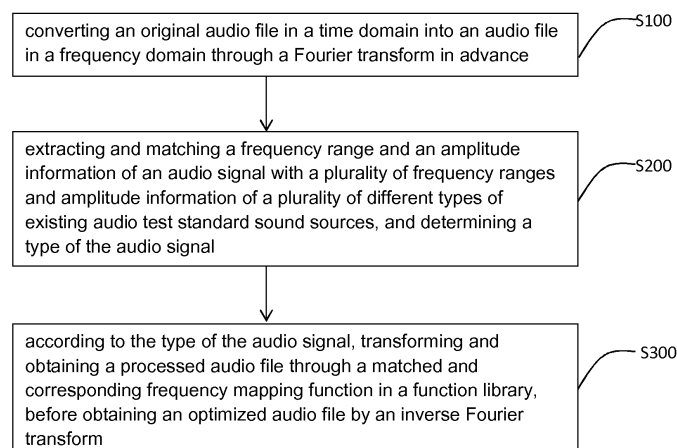 converting an original audio file in a time domain into an audio file
in a frequency domain through a Fourier transform in advance
S100
extracting and matching a frequency range and an amplitude
information of an audio signal with a plurality of frequency ranges
and amplitude information of a plurality of different types of
existing audio test standard sound sources, and determining a
type of the audio signal
S200
according to the type of the audio signal, transforming and
obtaining a processed audio file through a matched and
corresponding frequency mapping function in a function library,
before obtaining an optimized audio file by an inverse Fourier
transform
S300